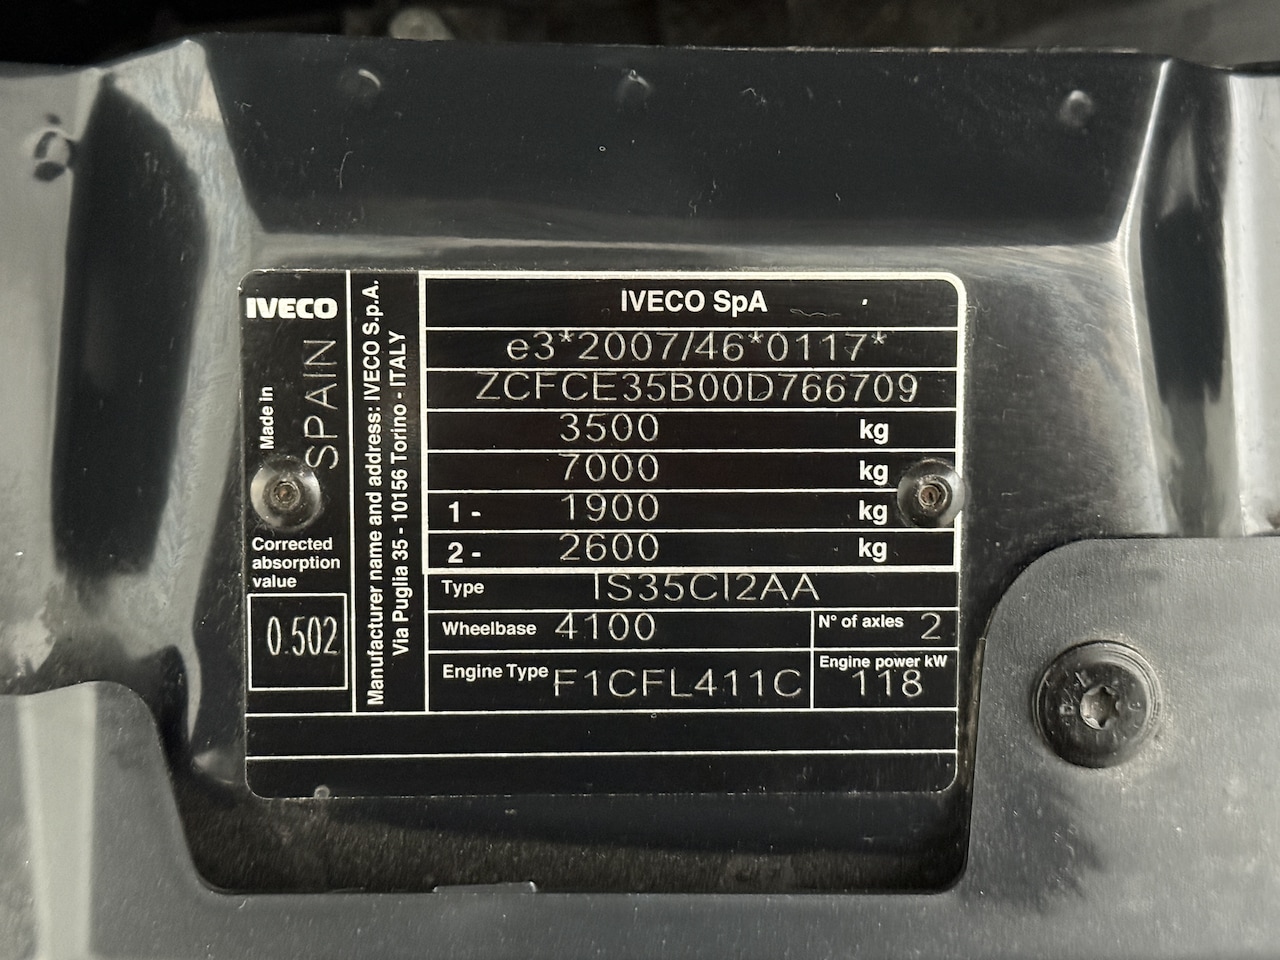 IVECO
Made in
SPAIN
Corrected
absorption
value
0.502
Manufacturer name and address: IVECO S.p.A.
Via Puglia 35 - 10156 Torino - ITALY
IVECO SpA
e3*2007/46*0117*
ZCFCE35B00D766709
3500 kg
7000 kg
1 - 1900 kg
2 - 2600 kg
Type IS35CI2AA
Wheelbase 4100 N° of axles 2
Engine Type F1CFL411C Engine power kW 118